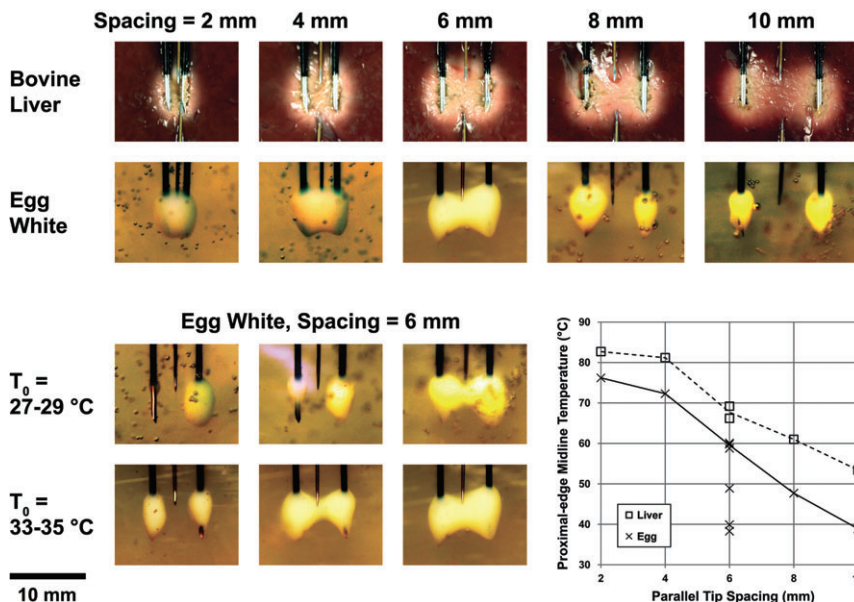 Spacing = 2 mm 4 mm 6 mm 8 mm 10 mm
Bovine
Liver
Egg
White
Egg White, Spacing = 6 mm
T0 =
27-29 °C
T0 =
33-35 °C
10 mm
Proximal-edge Midline Temperature (°C)
90
80
70
60
50
40
30
Liver
Egg
2 4 6 8 1
Parallel Tip Spacing (mm)